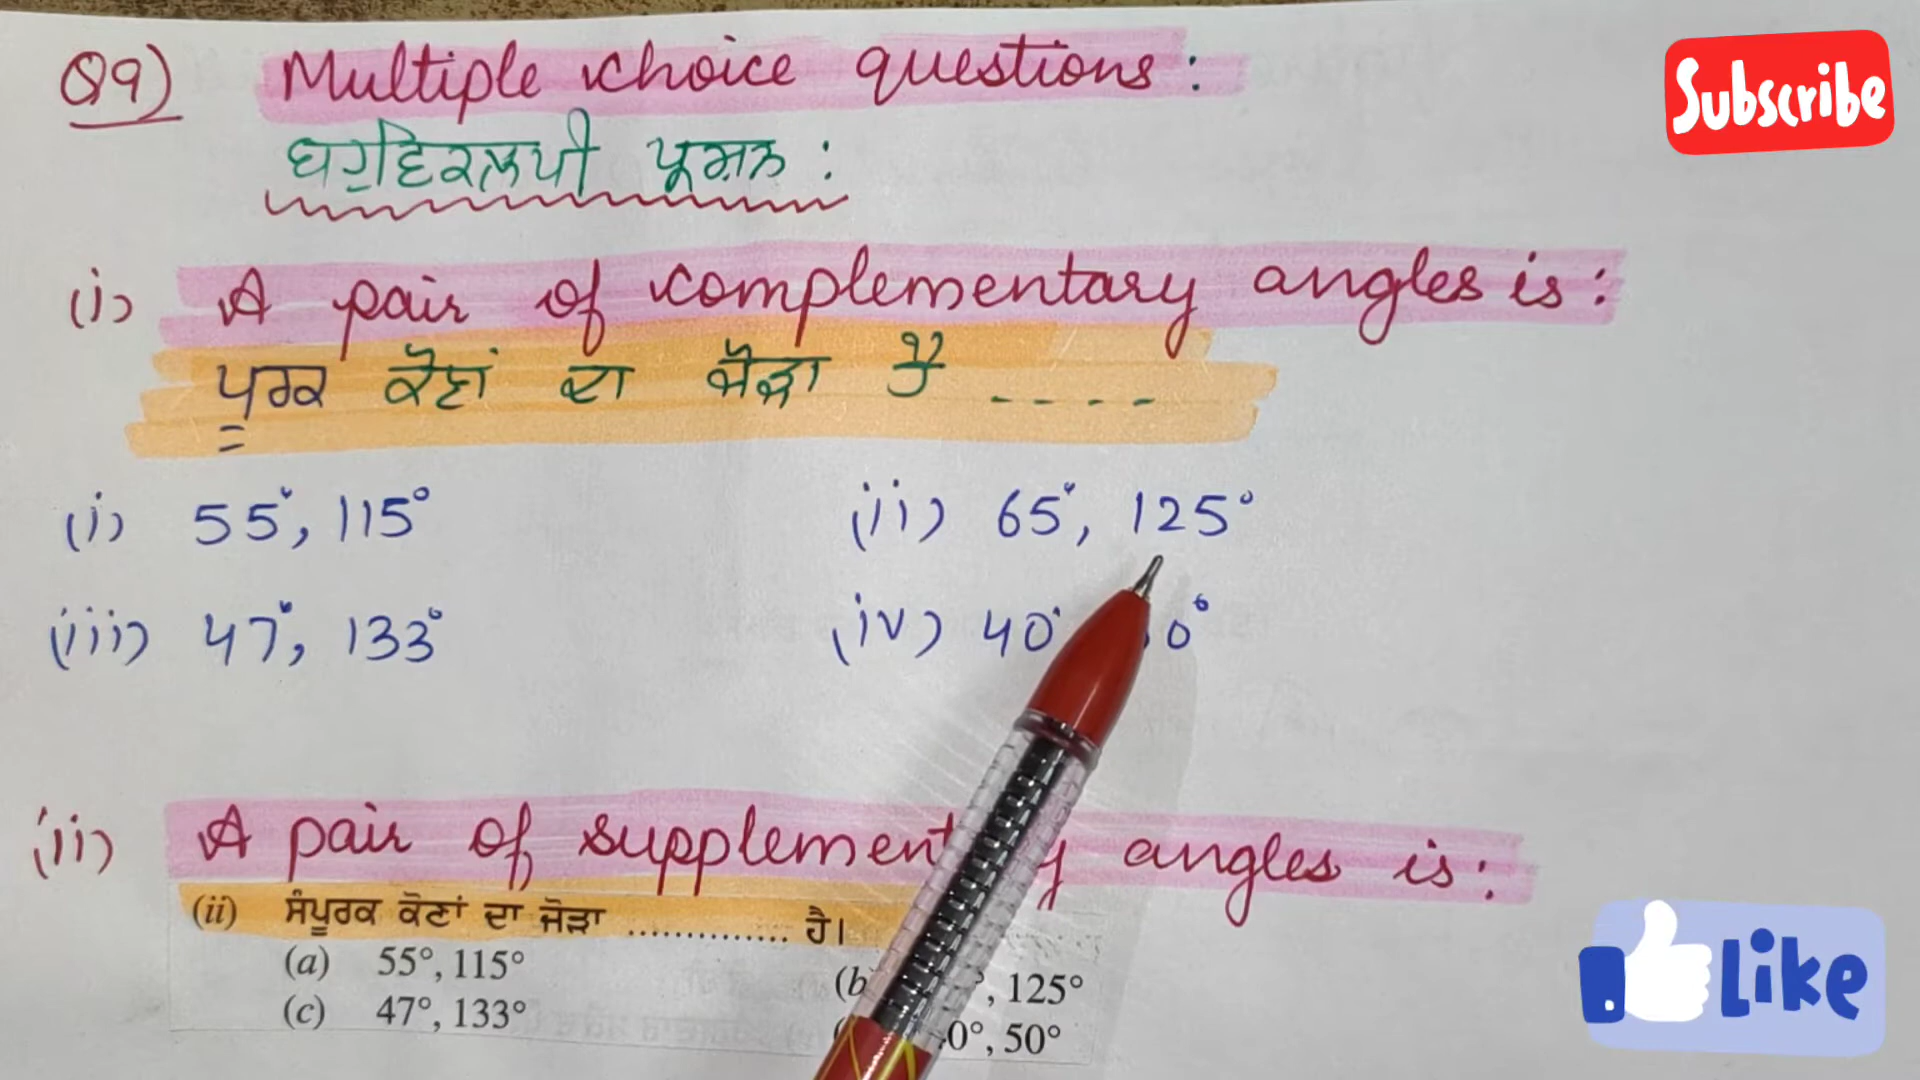 Q9) Multiple choice questions:
ਬਹੁਵਿਕਲਪੀ ਪ੍ਰਸ਼ਨ :
Subscribe
(i) A pair of complementary angles is:
ਪੂਰਕ ਕੋਣਾਂ ਦਾ ਜੋੜਾ ਹੈ ----
(i) 55°, 115° (ii) 65°, 125°
(iii) 47°, 133° (iv) 40° 0°
(ii) A pair of angles is:
(ii) ਸੰਪੂਰਕ ਕੋਣਾਂ ਦਾ ਜੋੜਾ .............. ਹੈ।
(a) 55°, 115° (b , 125°
(c) 47°, 133° 0°, 50°
Like